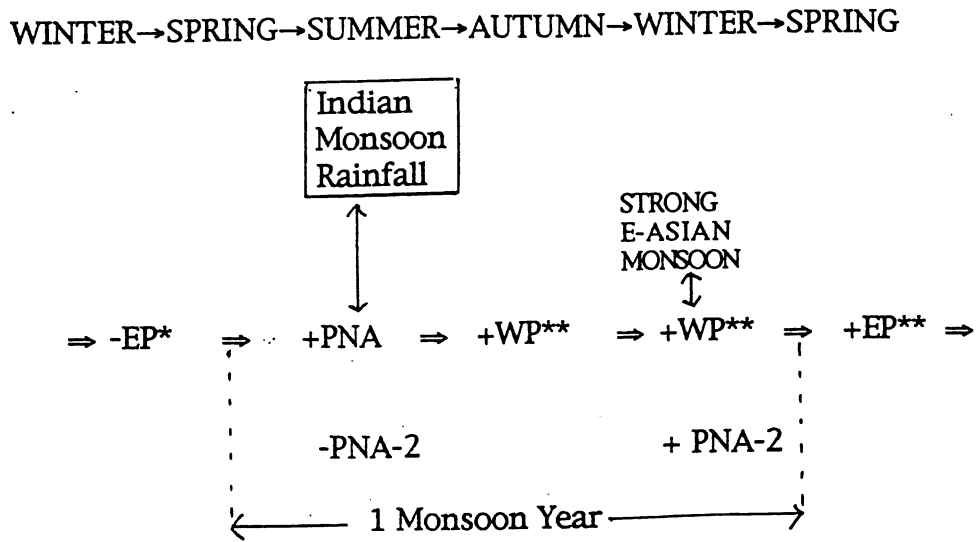 WINTER→SPRING→SUMMER→AUTUMN→WINTER→SPRING
Indian
Monsoon
Rainfall
STRONG
E-ASIAN
MONSOON
⇒ -EP* ⇒ +PNA ⇒ +WP** ⇒ +WP** ⇒ +EP** ⇒
-PNA-2 + PNA-2
1 Monsoon Year